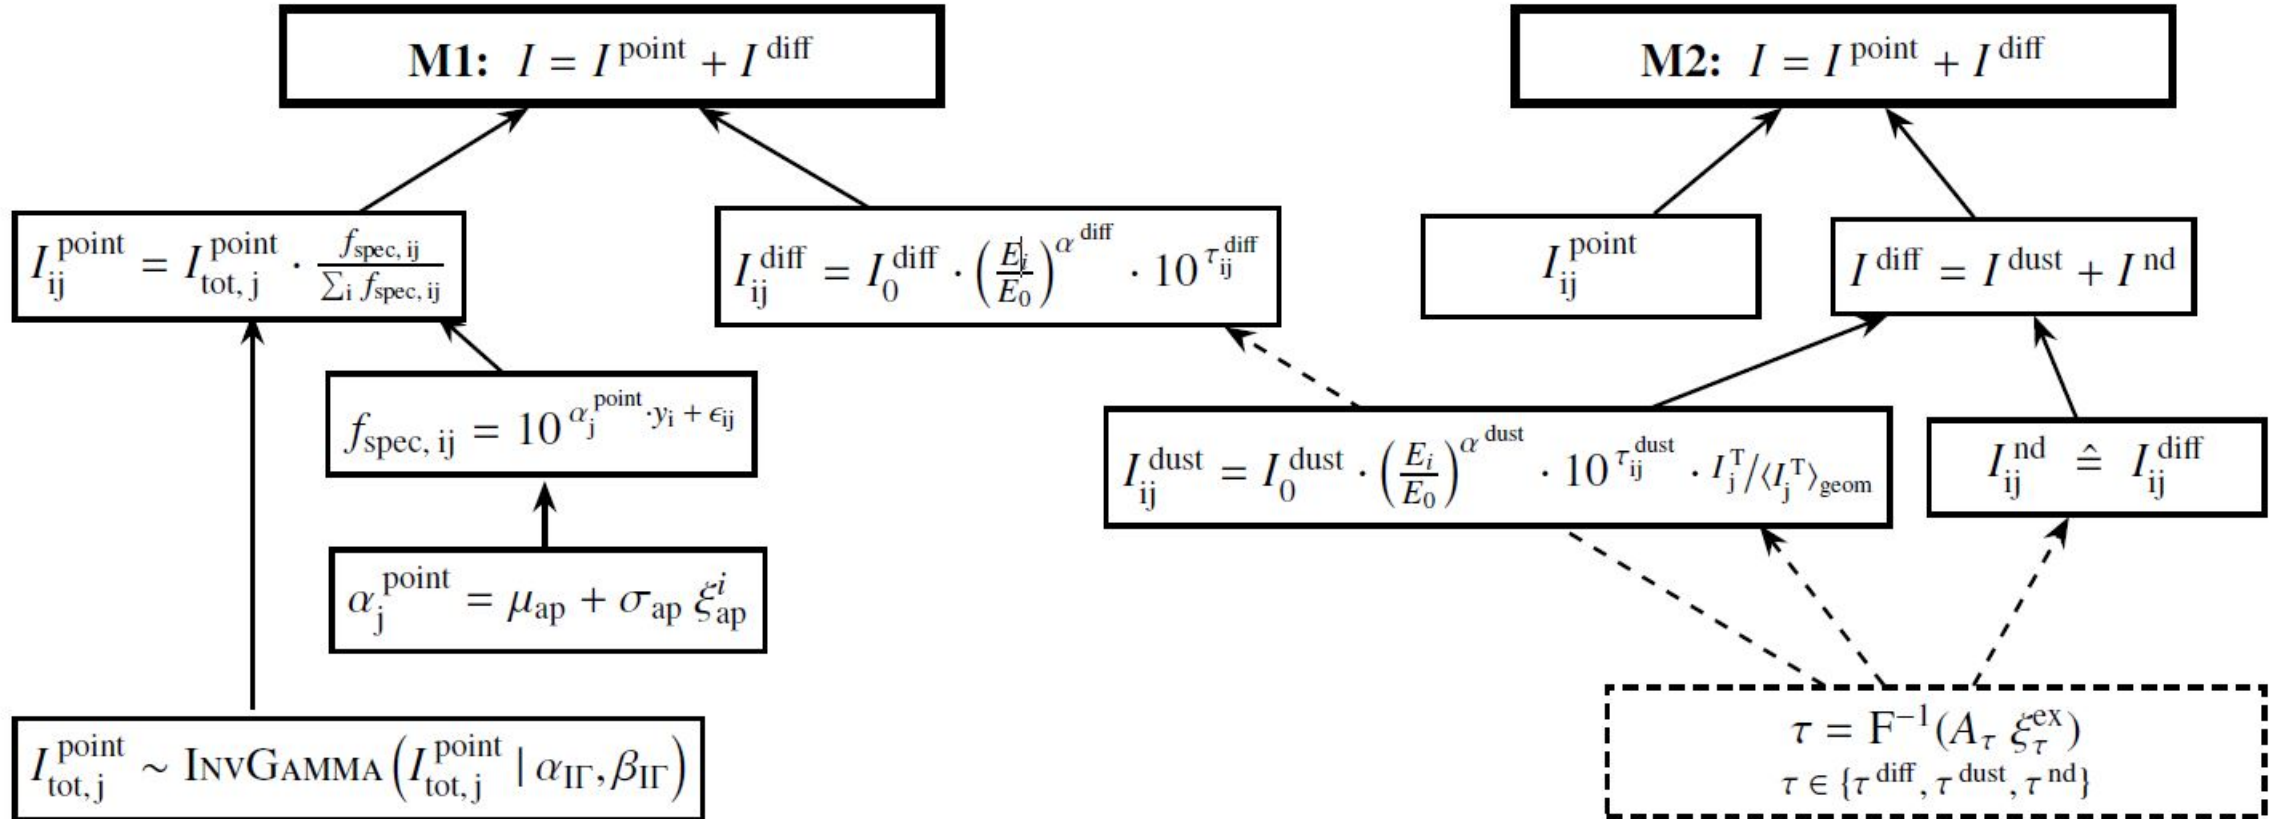 M1: I = I^point + I^diff
M2: I = I^point + I^diff
I_ij^point = I_tot, j^point · f_spec, ij / ∑_i f_spec, ij
I_ij^diff = I_0^diff · (E_i/E_0)^α^diff · 10^τ_ij^diff
I_ij^point
I^diff = I^dust + I^nd
f_spec, ij = 10^α_j^point·y_i + ϵ_ij
I_ij^dust = I_0^dust · (E_i/E_0)^α^dust · 10^τ_ij^dust · I_j^T/⟨I_j^T⟩_geom
I_ij^nd ≙ I_ij^diff
α_j^point = μ_ap + σ_ap ξ_ap^i
I_tot, j^point ~ INVGAMMA(I_tot, j^point | α_IΓ, β_IΓ)
τ = F^−1(A_τ ξ_τ^ex)
τ ∈ {τ^diff, τ^dust, τ^nd}